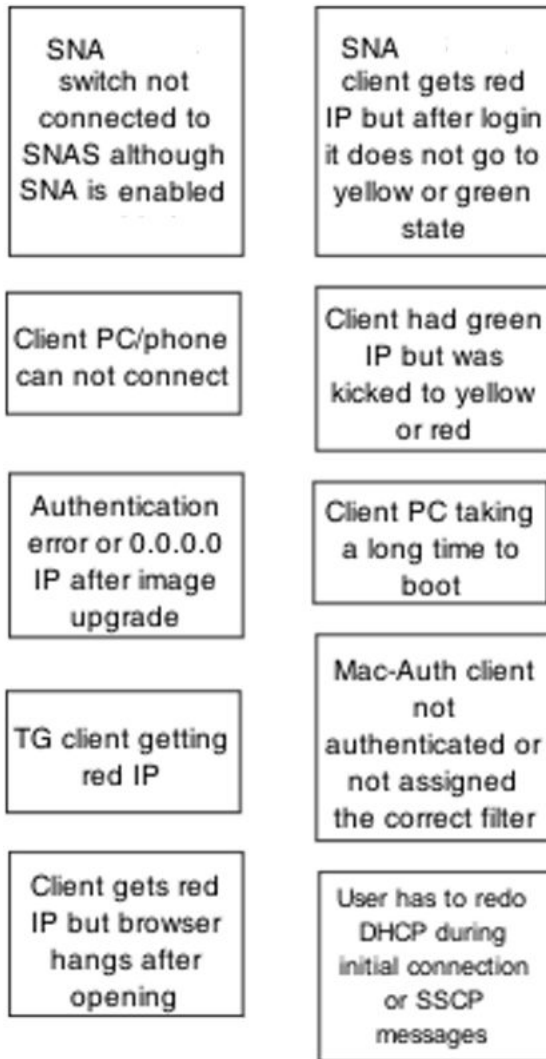 SNA
switch not
connected to
SNAS although
SNA is enabled
SNA
client gets red
IP but after login
it does not go to
yellow or green
state
Client PC/phone
can not connect
Client had green
IP but was
kicked to yellow
or red
Authentication
error or 0.0.0.0
IP after image
upgrade
Client PC taking
a long time to
boot
TG client getting
red IP
Mac-Auth client
not
authenticated or
not assigned
the correct filter
Client gets red
IP but browser
hangs after
opening
User has to redo
DHCP during
initial connection
or SSCP
messages